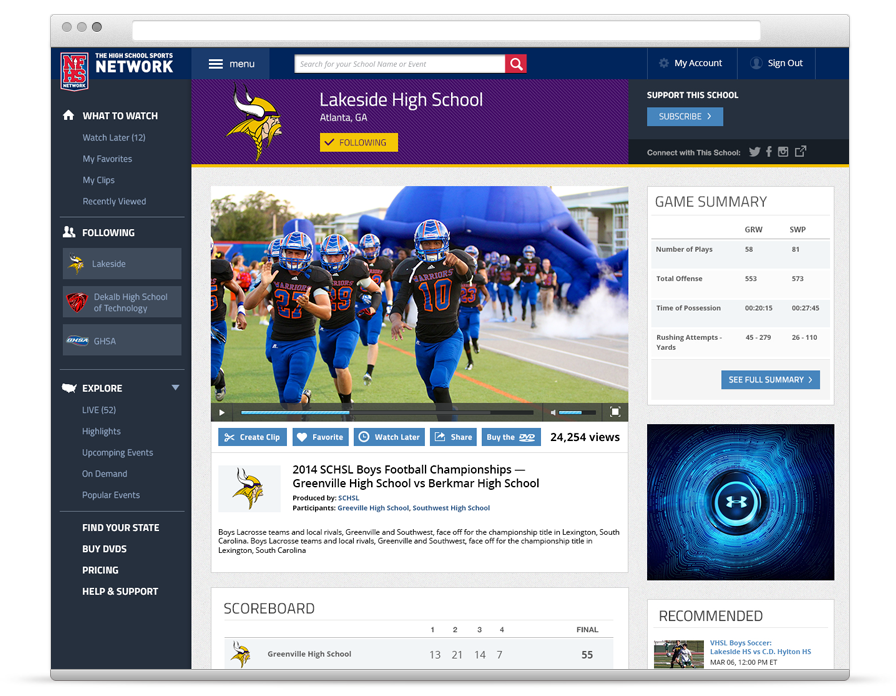 NFHS
NETWORK
THE HIGH SCHOOL SPORTS
NETWORK
menu
Search for your School Name or Event
My Account
Sign Out
WHAT TO WATCH
Watch Later (12)
My Favorites
My Clips
Recently Viewed
FOLLOWING
Lakeside
Dekalb High School
of Technology
GHSA
GHSA
EXPLORE
LIVE (52)
Highlights
Upcomping Events
On Demand
Popular Events
FIND YOUR STATE
BUY DVDS
PRICING
HELP & SUPPORT
Lakeside High School
Atlanta, GA
FOLLOWING
SUPPORT THIS SCHOOL
SUBSCRIBE >
Connect with This School:
WARRIORS
27
WARRIORS
10
Create Clip
Favorite
Watch Later
Share
Buy the DVD
24,254 views
2014 SCHSL Boys Football Championships —
Greenville High School vs Berkmar High School
Produced by: SCHSL
Participants: Greeville High School, Southwest High School
Boys Lacrosse teams and local rivals, Greenville and Southwest, face off for the championship title in Lexington, South
Carolina. Boys Lacrosse teams and local rivals, Greenville and Southwest, face off for the championship title in
Lexington, South Carolina
SCOREBOARD
1 2 3 4 FINAL
Greenville High School 13 21 14 7 55
GAME SUMMARY
GRW SWP
Number of Plays 58 81
Total Offense 553 573
Time of Possession 00:20:15 00:27:45
Rushing Attempts - 45 - 279 26 - 110
Yards
SEE FULL SUMMARY >
RECOMMENDED
VHSL Boys Soccer:
Lakeside HS vs C.D. Hylton HS
MAR 06, 12:00 PM ET